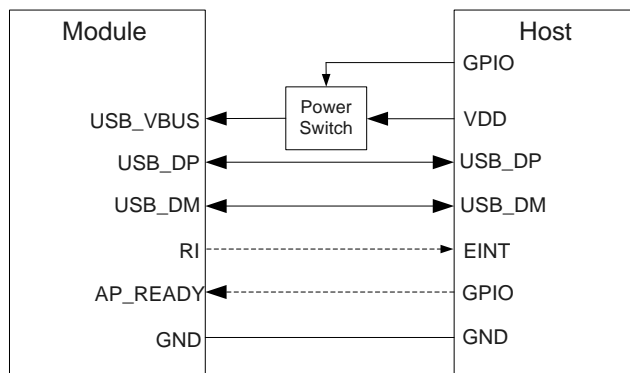 Module
Host
GPIO
Power
Switch
USB_VBUS
VDD
USB_DP
USB_DP
USB_DM
USB_DM
RI
EINT
AP_READY
GPIO
GND
GND